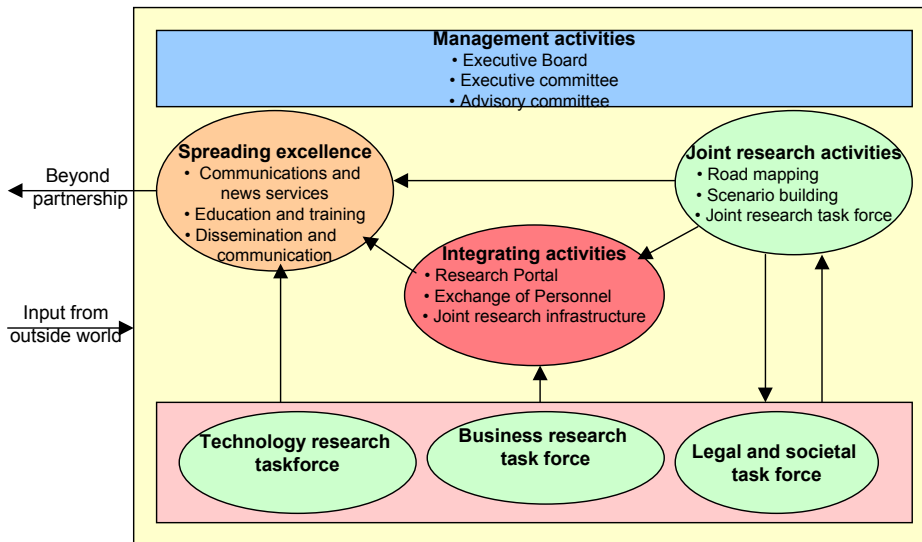 Management activities
• Executive Board
• Executive committee
• Advisory committee
Spreading excellence
• Communications and
news services
• Education and training
• Dissemination and
communication
Joint research activities
• Road mapping
• Scenario building
• Joint research task force
Beyond
partnership
Integrating activities
• Research Portal
• Exchange of Personnel
• Joint research infrastructure
Input from
outside world
Technology research
taskforce
Business research
task force
Legal and societal
task force